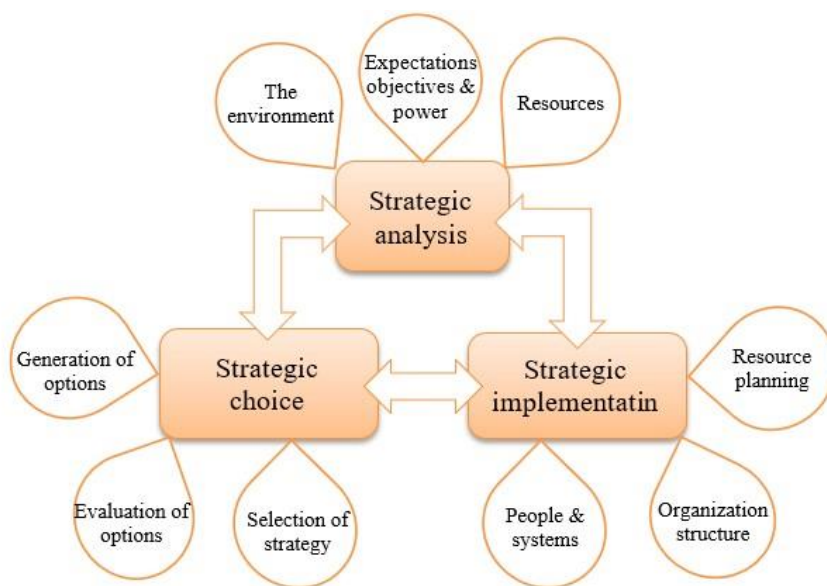 The
environment
Expectations
objectives &
power
Resources
Strategic
analysis
Generation of
options
Strategic
choice
Strategic
implementatin
Resource
planning
Evaluation of
options
Selection of
strategy
People &
systems
Organization
structure